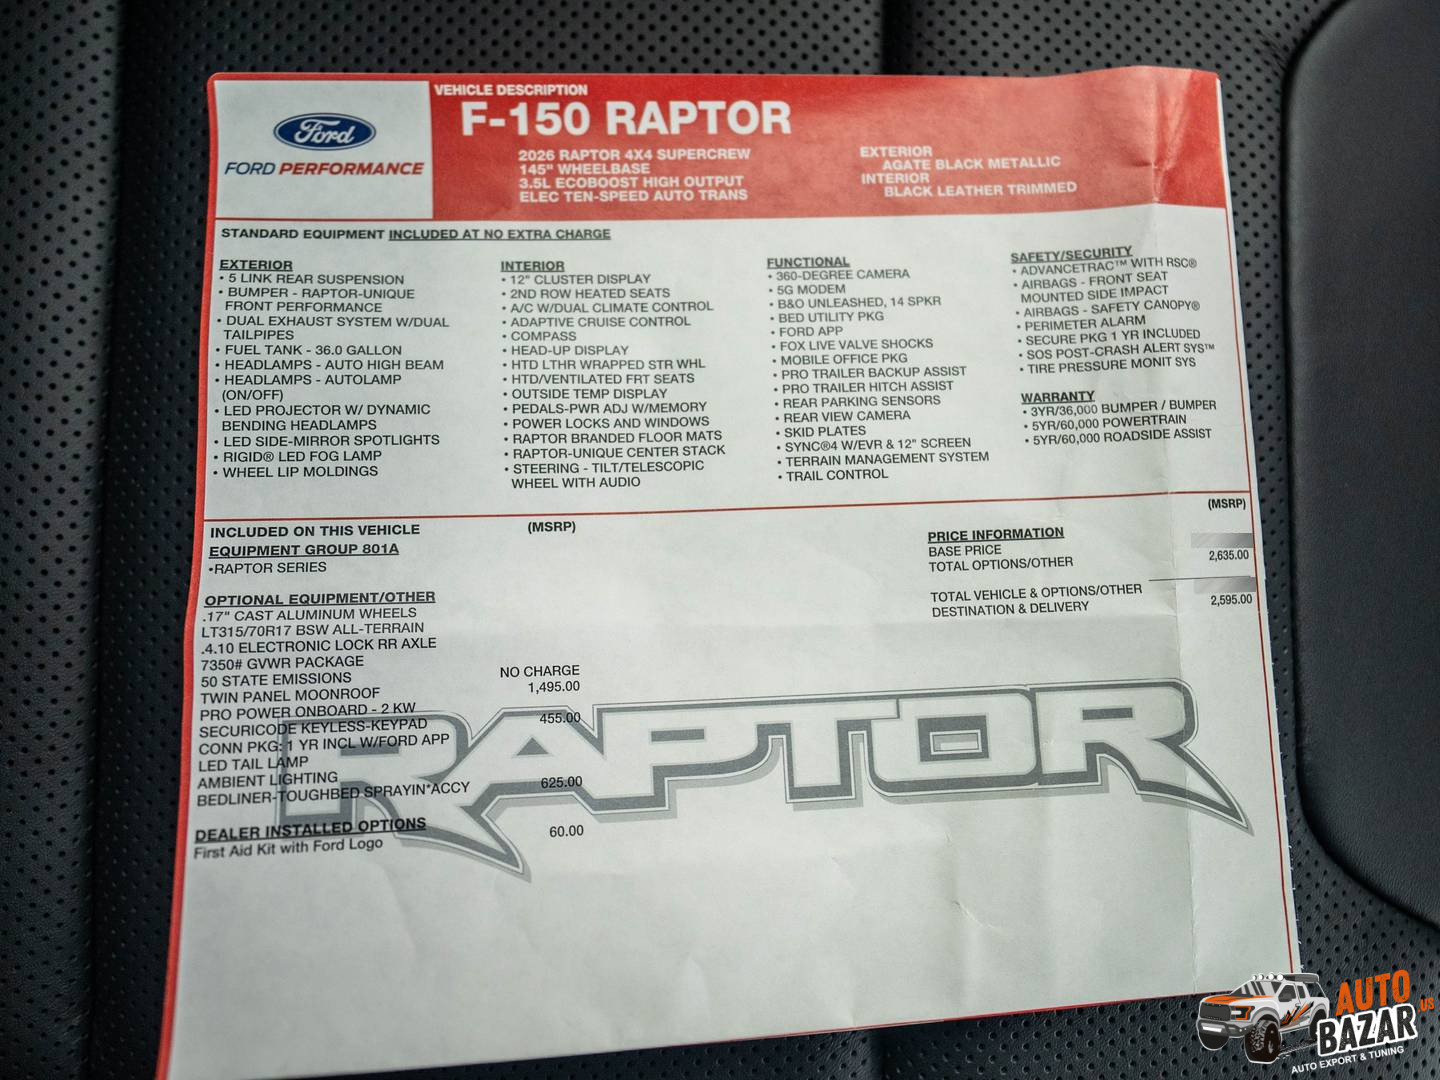 Ford
FORD PERFORMANCE
VEHICLE DESCRIPTION
F-150 RAPTOR
2026 RAPTOR 4X4 SUPERCREW
145" WHEELBASE
3.5L ECOBOOST HIGH OUTPUT
ELEC TEN-SPEED AUTO TRANS
EXTERIOR
AGATE BLACK METALLIC
INTERIOR
BLACK LEATHER TRIMMED
STANDARD EQUIPMENT INCLUDED AT NO EXTRA CHARGE
EXTERIOR
• 5 LINK REAR SUSPENSION
• BUMPER - RAPTOR-UNIQUE
FRONT PERFORMANCE
• DUAL EXHAUST SYSTEM W/DUAL
TAILPIPES
• FUEL TANK - 36.0 GALLON
• HEADLAMPS - AUTO HIGH BEAM
• HEADLAMPS - AUTOLAMP
(ON/OFF)
• LED PROJECTOR W/ DYNAMIC
BENDING HEADLAMPS
• LED SIDE-MIRROR SPOTLIGHTS
• RIGID® LED FOG LAMP
• WHEEL LIP MOLDINGS
INTERIOR
• 12" CLUSTER DISPLAY
• 2ND ROW HEATED SEATS
• A/C W/DUAL CLIMATE CONTROL
• ADAPTIVE CRUISE CONTROL
• COMPASS
• HEAD-UP DISPLAY
• HTD LTHR WRAPPED STR WHL
• HTD/VENTILATED FRT SEATS
• OUTSIDE TEMP DISPLAY
• PEDALS-PWR ADJ W/MEMORY
• POWER LOCKS AND WINDOWS
• RAPTOR BRANDED FLOOR MATS
• RAPTOR-UNIQUE CENTER STACK
• STEERING - TILT/TELESCOPIC
WHEEL WITH AUDIO
FUNCTIONAL
• 360-DEGREE CAMERA
• 5G MODEM
• B&O UNLEASHED, 14 SPKR
• BED UTILITY PKG
• FORD APP
• FOX LIVE VALVE SHOCKS
• MOBILE OFFICE PKG
• PRO TRAILER BACKUP ASSIST
• PRO TRAILER HITCH ASSIST
• REAR PARKING SENSORS
• REAR VIEW CAMERA
• SKID PLATES
• SYNC®4 W/EVR & 12" SCREEN
• TERRAIN MANAGEMENT SYSTEM
• TRAIL CONTROL
SAFETY/SECURITY
• ADVANCETRAC™ WITH RSC®
• AIRBAGS - FRONT SEAT
MOUNTED SIDE IMPACT
• AIRBAGS - SAFETY CANOPY®
• PERIMETER ALARM
• SECURE PKG 1 YR INCLUDED
• SOS POST-CRASH ALERT SYS™
• TIRE PRESSURE MONIT SYS
WARRANTY
• 3YR/36,000 BUMPER / BUMPER
• 5YR/60,000 POWERTRAIN
• 5YR/60,000 ROADSIDE ASSIST
INCLUDED ON THIS VEHICLE (MSRP)
EQUIPMENT GROUP 801A
•RAPTOR SERIES
OPTIONAL EQUIPMENT/OTHER
.17" CAST ALUMINUM WHEELS
LT315/70R17 BSW ALL-TERRAIN
.4.10 ELECTRONIC LOCK RR AXLE
7350# GVWR PACKAGE
50 STATE EMISSIONS NO CHARGE
TWIN PANEL MOONROOF 1,495.00
PRO POWER ONBOARD - 2 KW
SECURICODE KEYLESS-KEYPAD 455.00
CONN PKG: 1 YR INCL W/FORD APP
LED TAIL LAMP
AMBIENT LIGHTING
BEDLINER-TOUGHBED SPRAYIN*ACCY 625.00
DEALER INSTALLED OPTIONS
First Aid Kit with Ford Logo 60.00
(MSRP)
PRICE INFORMATION
BASE PRICE
TOTAL OPTIONS/OTHER 2,635.00
TOTAL VEHICLE & OPTIONS/OTHER
DESTINATION & DELIVERY 2,595.00
RAPTOR
AUTO
BAZAR.US
AUTO EXPORT & TUNING